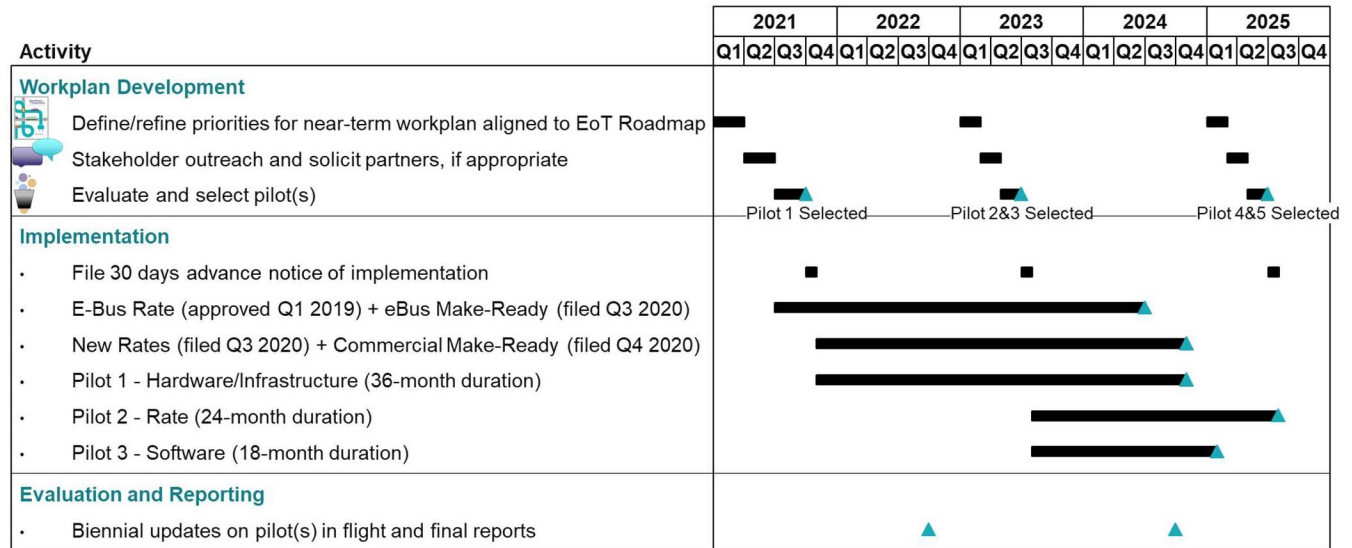 2021 2022 2023 2024 2025
Activity Q1 Q2 Q3 Q4 Q1 Q2 Q3 Q4 Q1 Q2 Q3 Q4 Q1 Q2 Q3 Q4 Q1 Q2 Q3 Q4
Workplan Development
Define/refine priorities for near-term workplan aligned to EoT Roadmap
Stakeholder outreach and solicit partners, if appropriate
Evaluate and select pilot(s)
Pilot 1 Selected Pilot 2&3 Selected Pilot 4&5 Selected
Implementation
• File 30 days advance notice of implementation
• E-Bus Rate (approved Q1 2019) + eBus Make-Ready (filed Q3 2020)
• New Rates (filed Q3 2020) + Commercial Make-Ready (filed Q4 2020)
• Pilot 1 - Hardware/Infrastructure (36-month duration)
• Pilot 2 - Rate (24-month duration)
• Pilot 3 - Software (18-month duration)
Evaluation and Reporting
• Biennial updates on pilot(s) in flight and final reports